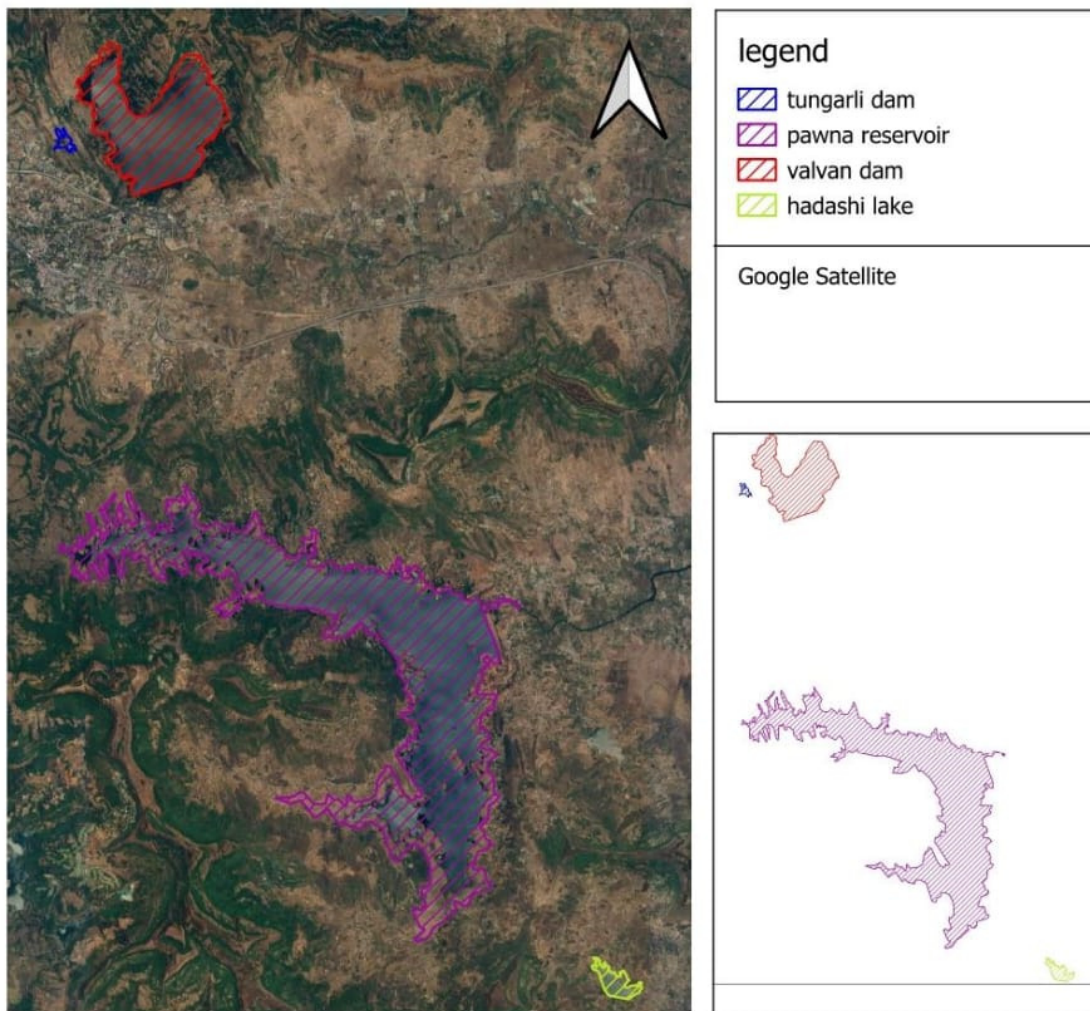 legend
tungarli dam
pawna reservoir
valvan dam
hadashi lake
Google Satellite